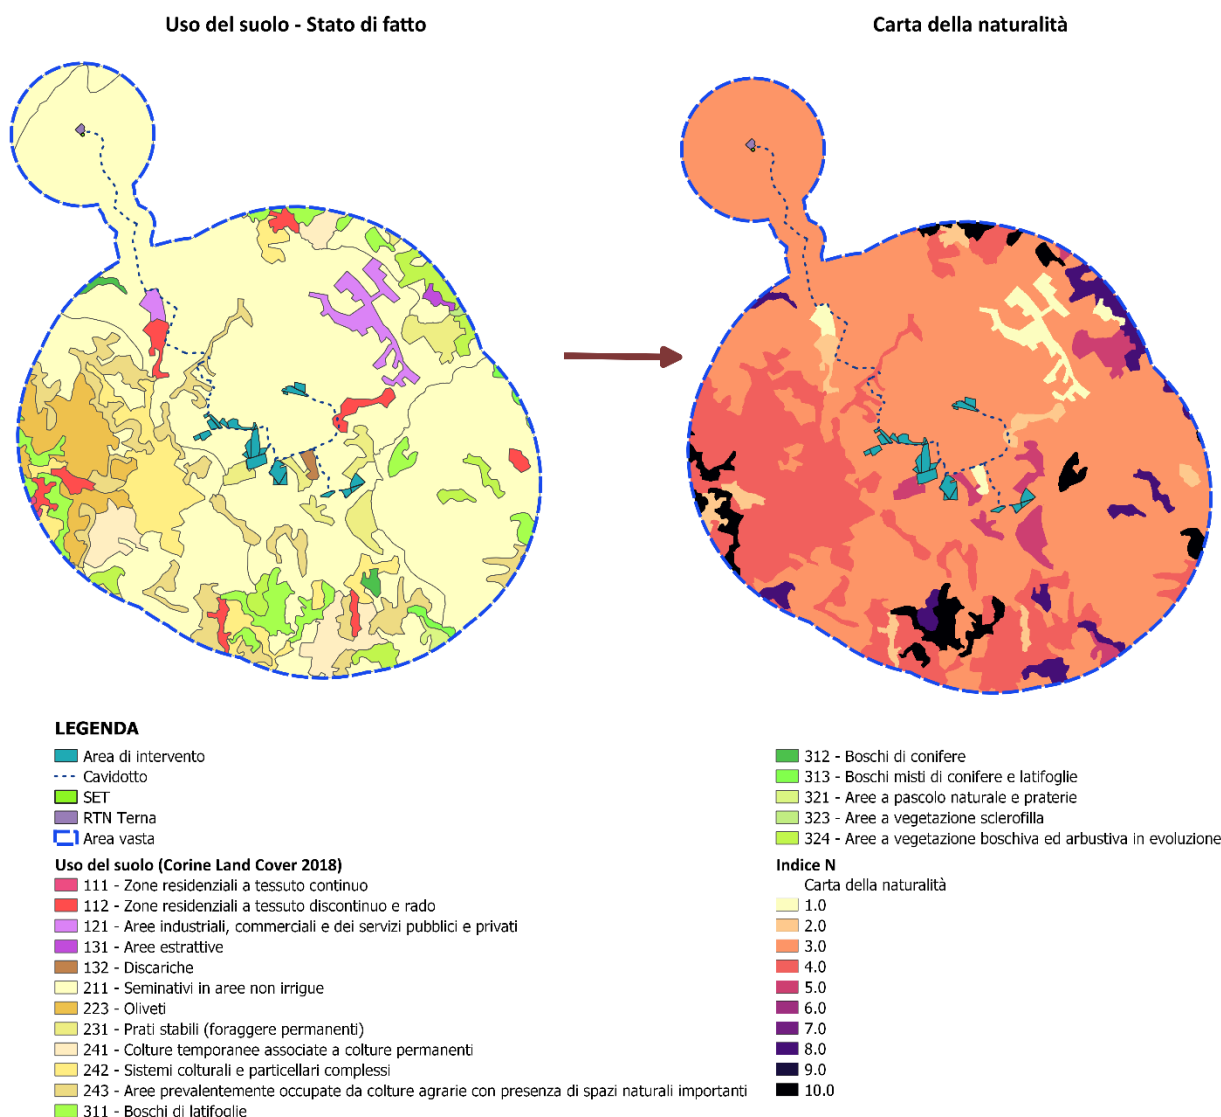 Uso del suolo - Stato di fatto
Carta della naturalità
LEGENDA
Area di intervento
Cavidotto
SET
RTN Terna
Area vasta
Uso del suolo (Corine Land Cover 2018)
111 - Zone residenziali a tessuto continuo
112 - Zone residenziali a tessuto discontinuo e rado
121 - Aree industriali, commerciali e dei servizi pubblici e privati
131 - Aree estrattive
132 - Discariche
211 - Seminativi in aree non irrigue
223 - Oliveti
231 - Prati stabili (foraggere permanenti)
241 - Colture temporanee associate a colture permanenti
242 - Sistemi colturali e particellari complessi
243 - Aree prevalentemente occupate da colture agrarie con presenza di spazi naturali importanti
311 - Boschi di latifoglie
312 - Boschi di conifere
313 - Boschi misti di conifere e latifoglie
321 - Aree a pascolo naturale e praterie
323 - Aree a vegetazione sclerofilla
324 - Aree a vegetazione boschiva ed arbustiva in evoluzione
Indice N
Carta della naturalità
1.0
2.0
3.0
4.0
5.0
6.0
7.0
8.0
9.0
10.0